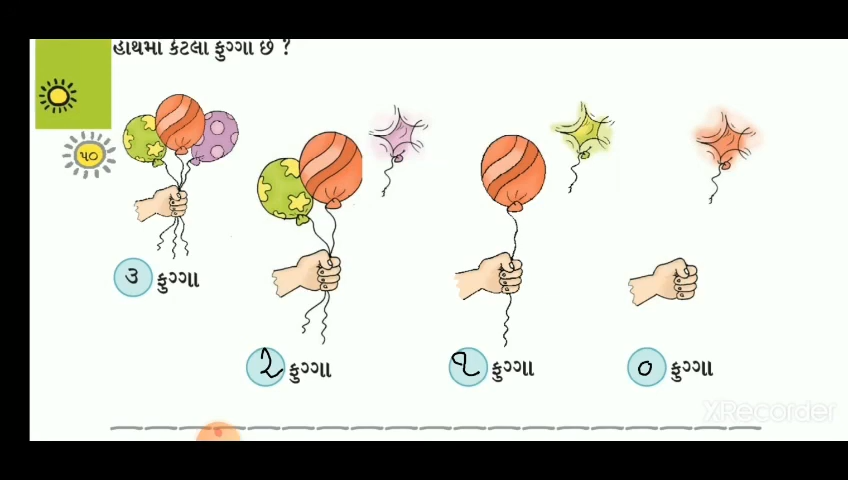 હાથમાં કેટલા ફુગ્ગા છે ?
૫૦
૩ ફુગ્ગા
૨ ફુગ્ગા
૧ ફુગ્ગા
૦ ફુગ્ગા
XRecorder